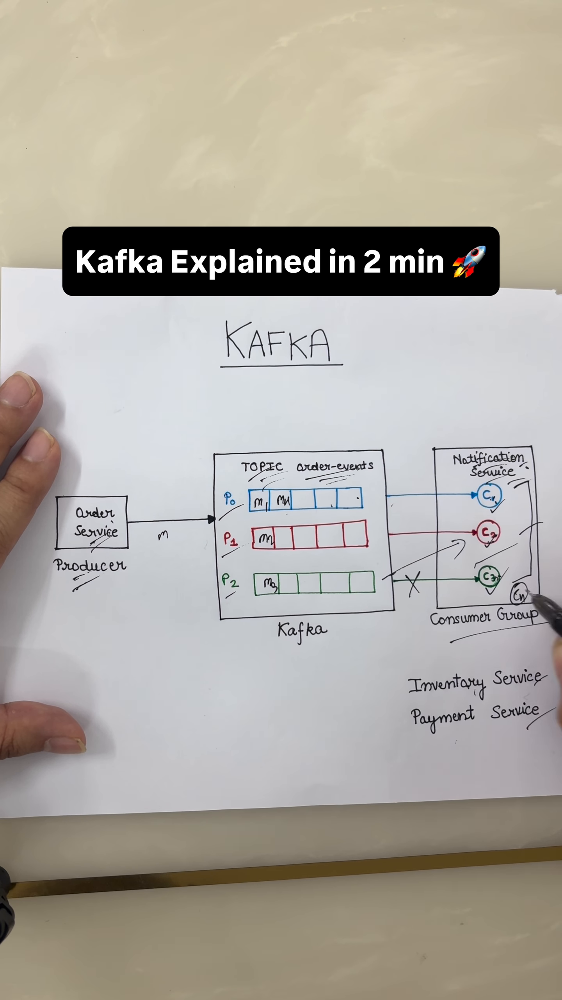 Kafka Explained in 2 min 🚀
KAFKA
TOPIC order-events
P0 m1 m4
P1 m2
P2 m3
Kafka
Order
Service
Producer
m
Notification
Service
C1
C2
C3
Cn
Consumer Group
Inventory Service
Payment Service